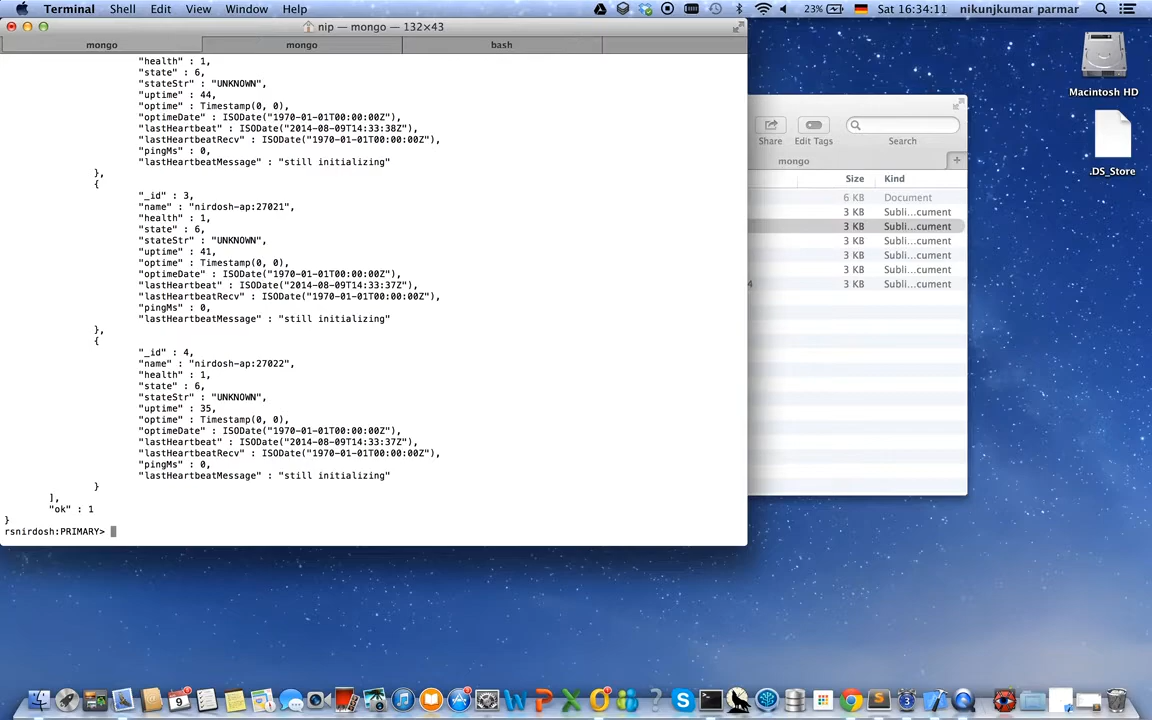 Terminal Shell Edit View Window Help 23% Sat 16:34:11 nikunjkumar parmar
nip — mongo — 132×43
mongo mongo bash
"health" : 1,
"state" : 6,
"stateStr" : "UNKNOWN",
"uptime" : 44,
"optime" : Timestamp(0, 0),
"optimeDate" : ISODate("1970-01-01T00:00:00Z"),
"lastHeartbeat" : ISODate("2014-08-09T14:33:38Z"),
"lastHeartbeatRecv" : ISODate("1970-01-01T00:00:00Z"),
"pingMs" : 0,
"lastHeartbeatMessage" : "still initializing"
},
{
"_id" : 3,
"name" : "nirdosh-ap:27021",
"health" : 1,
"state" : 6,
"stateStr" : "UNKNOWN",
"uptime" : 41,
"optime" : Timestamp(0, 0),
"optimeDate" : ISODate("1970-01-01T00:00:00Z"),
"lastHeartbeat" : ISODate("2014-08-09T14:33:37Z"),
"lastHeartbeatRecv" : ISODate("1970-01-01T00:00:00Z"),
"pingMs" : 0,
"lastHeartbeatMessage" : "still initializing"
},
{
"_id" : 4,
"name" : "nirdosh-ap:27022",
"health" : 1,
"state" : 6,
"stateStr" : "UNKNOWN",
"uptime" : 35,
"optime" : Timestamp(0, 0),
"optimeDate" : ISODate("1970-01-01T00:00:00Z"),
"lastHeartbeat" : ISODate("2014-08-09T14:33:37Z"),
"lastHeartbeatRecv" : ISODate("1970-01-01T00:00:00Z"),
"pingMs" : 0,
"lastHeartbeatMessage" : "still initializing"
}
],
"ok" : 1
}
rsnirdosh:PRIMARY>
Share Edit Tags Search
mongo
Size Kind
6 KB Document
3 KB Subli...cument
3 KB Subli...cument
3 KB Subli...cument
3 KB Subli...cument
3 KB Subli...cument
4 3 KB Subli...cument
Macintosh HD
.DS_Store